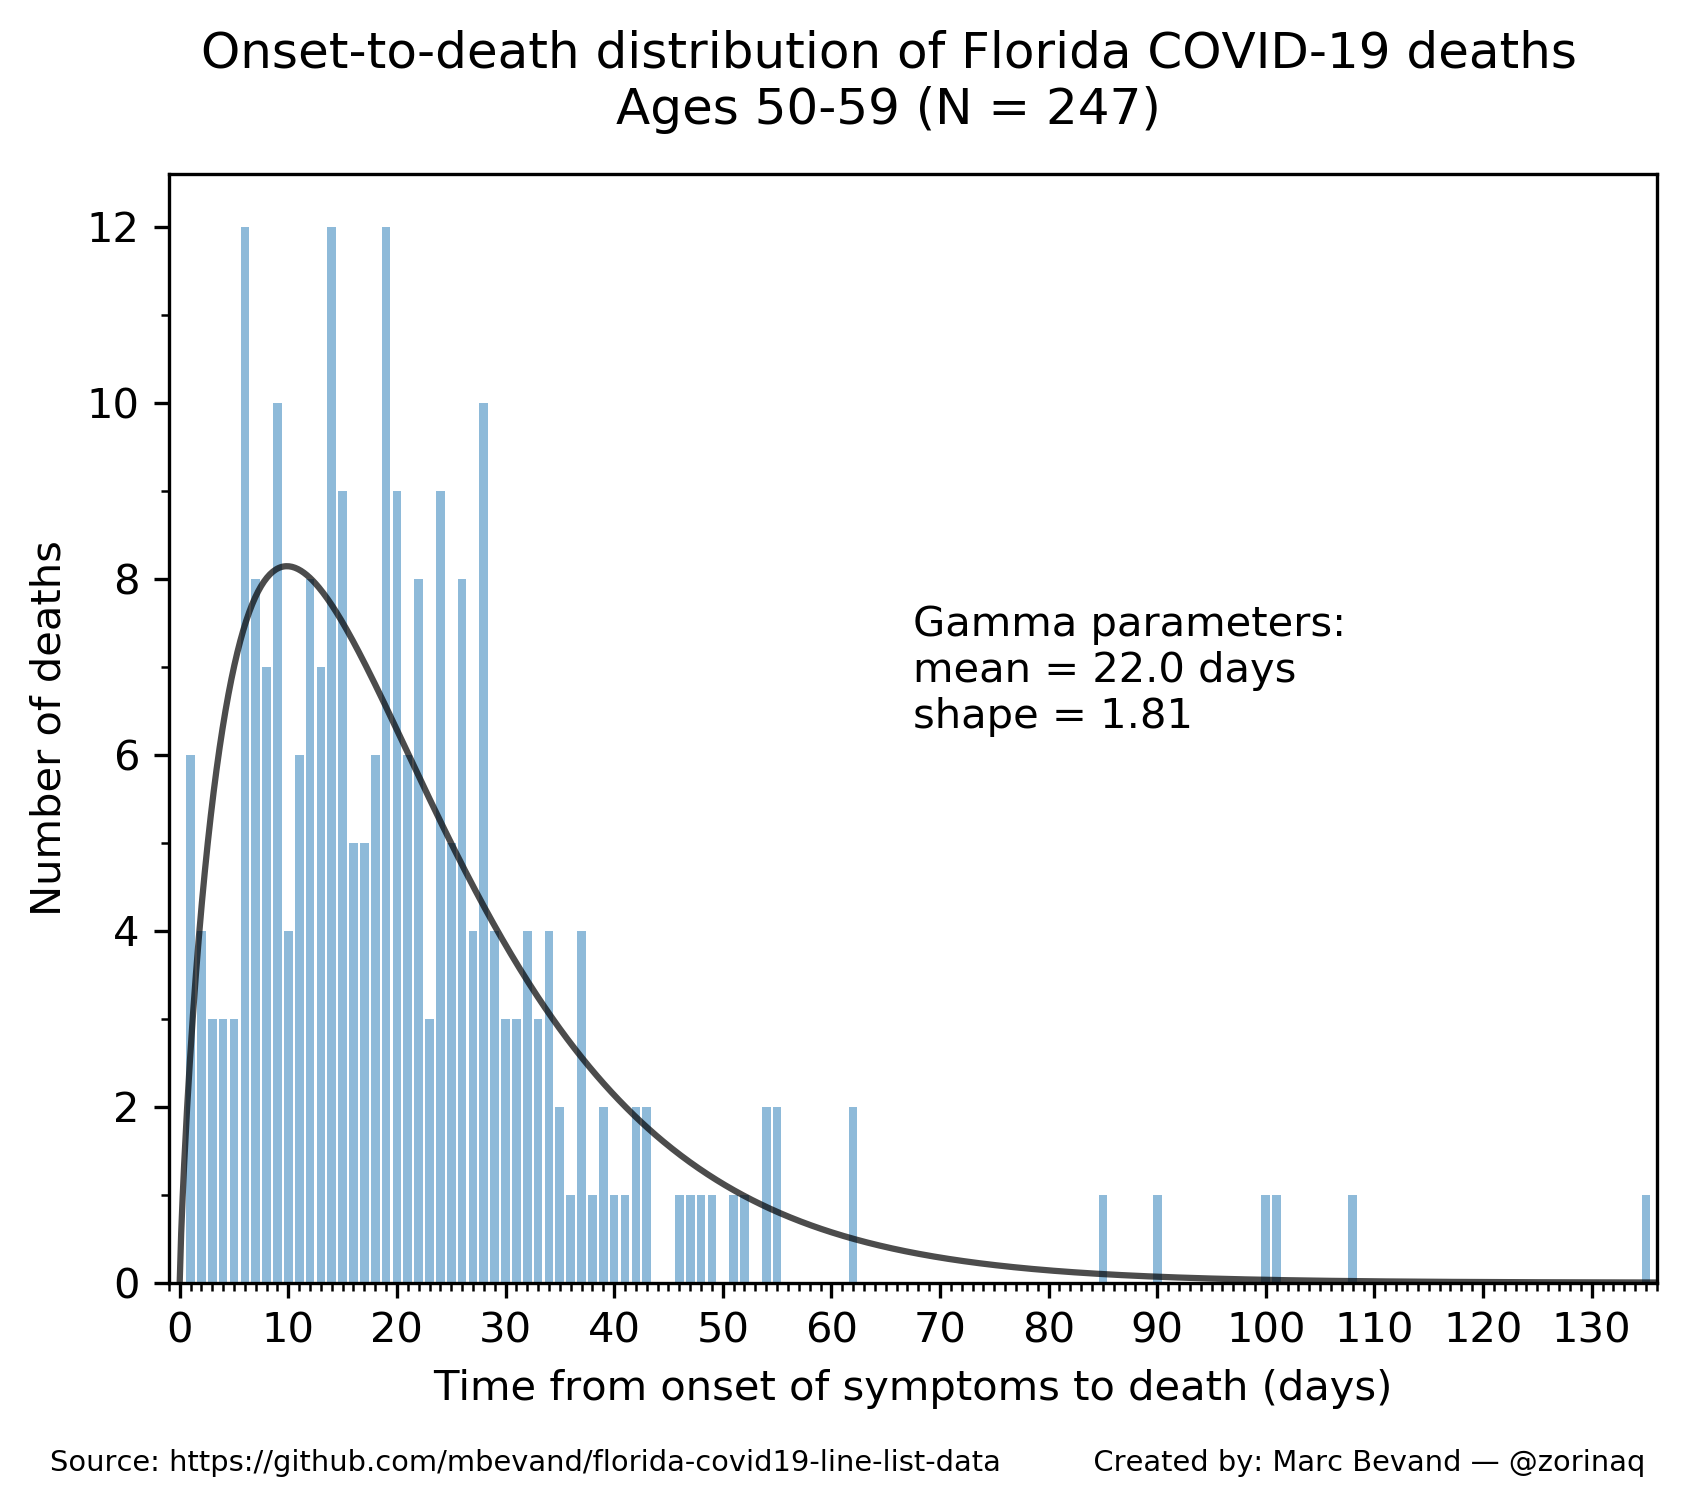 Onset-to-death distribution of Florida COVID-19 deaths
Ages 50-59 (N = 247)
12
10
8
6
4
2
0
Number of deaths
Gamma parameters:
mean = 22.0 days
shape = 1.81
0 10 20 30 40 50 60 70 80 90 100 110 120 130
Time from onset of symptoms to death (days)
Source: https://github.com/mbevand/florida-covid19-line-list-data Created by: Marc Bevand — @zorinaq